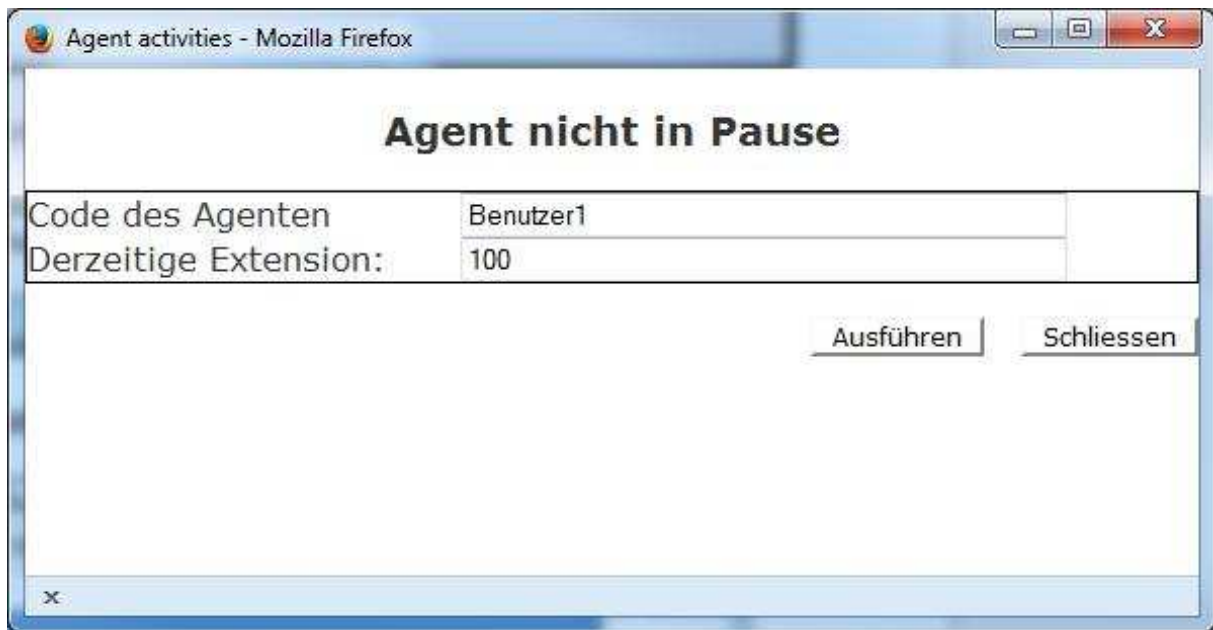 Agent activities - Mozilla Firefox
Agent nicht in Pause
Code des Agenten Benutzer1
Derzeitige Extension: 100
Ausführen Schliessen
x